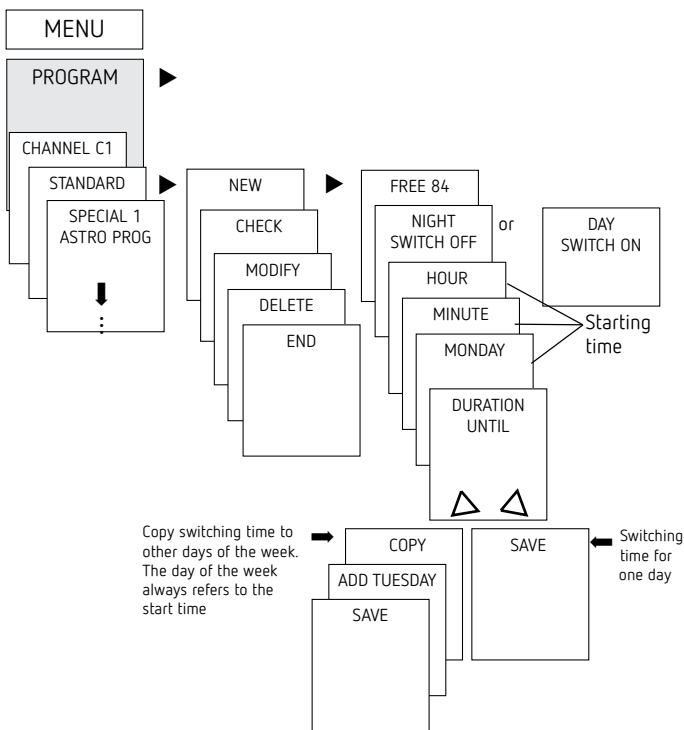 MENU
PROGRAM
CHANNEL C1
STANDARD
SPECIAL 1
ASTRO PROG
NEW
CHECK
MODIFY
DELETE
END
FREE 84
NIGHT
SWITCH OFF
or
DAY
SWITCH ON
HOUR
MINUTE
MONDAY
Starting
time
DURATION
UNTIL
Copy switching time to
other days of the week.
The day of the week
always refers to the
start time
COPY
ADD TUESDAY
SAVE
SAVE
Switching
time for
one day